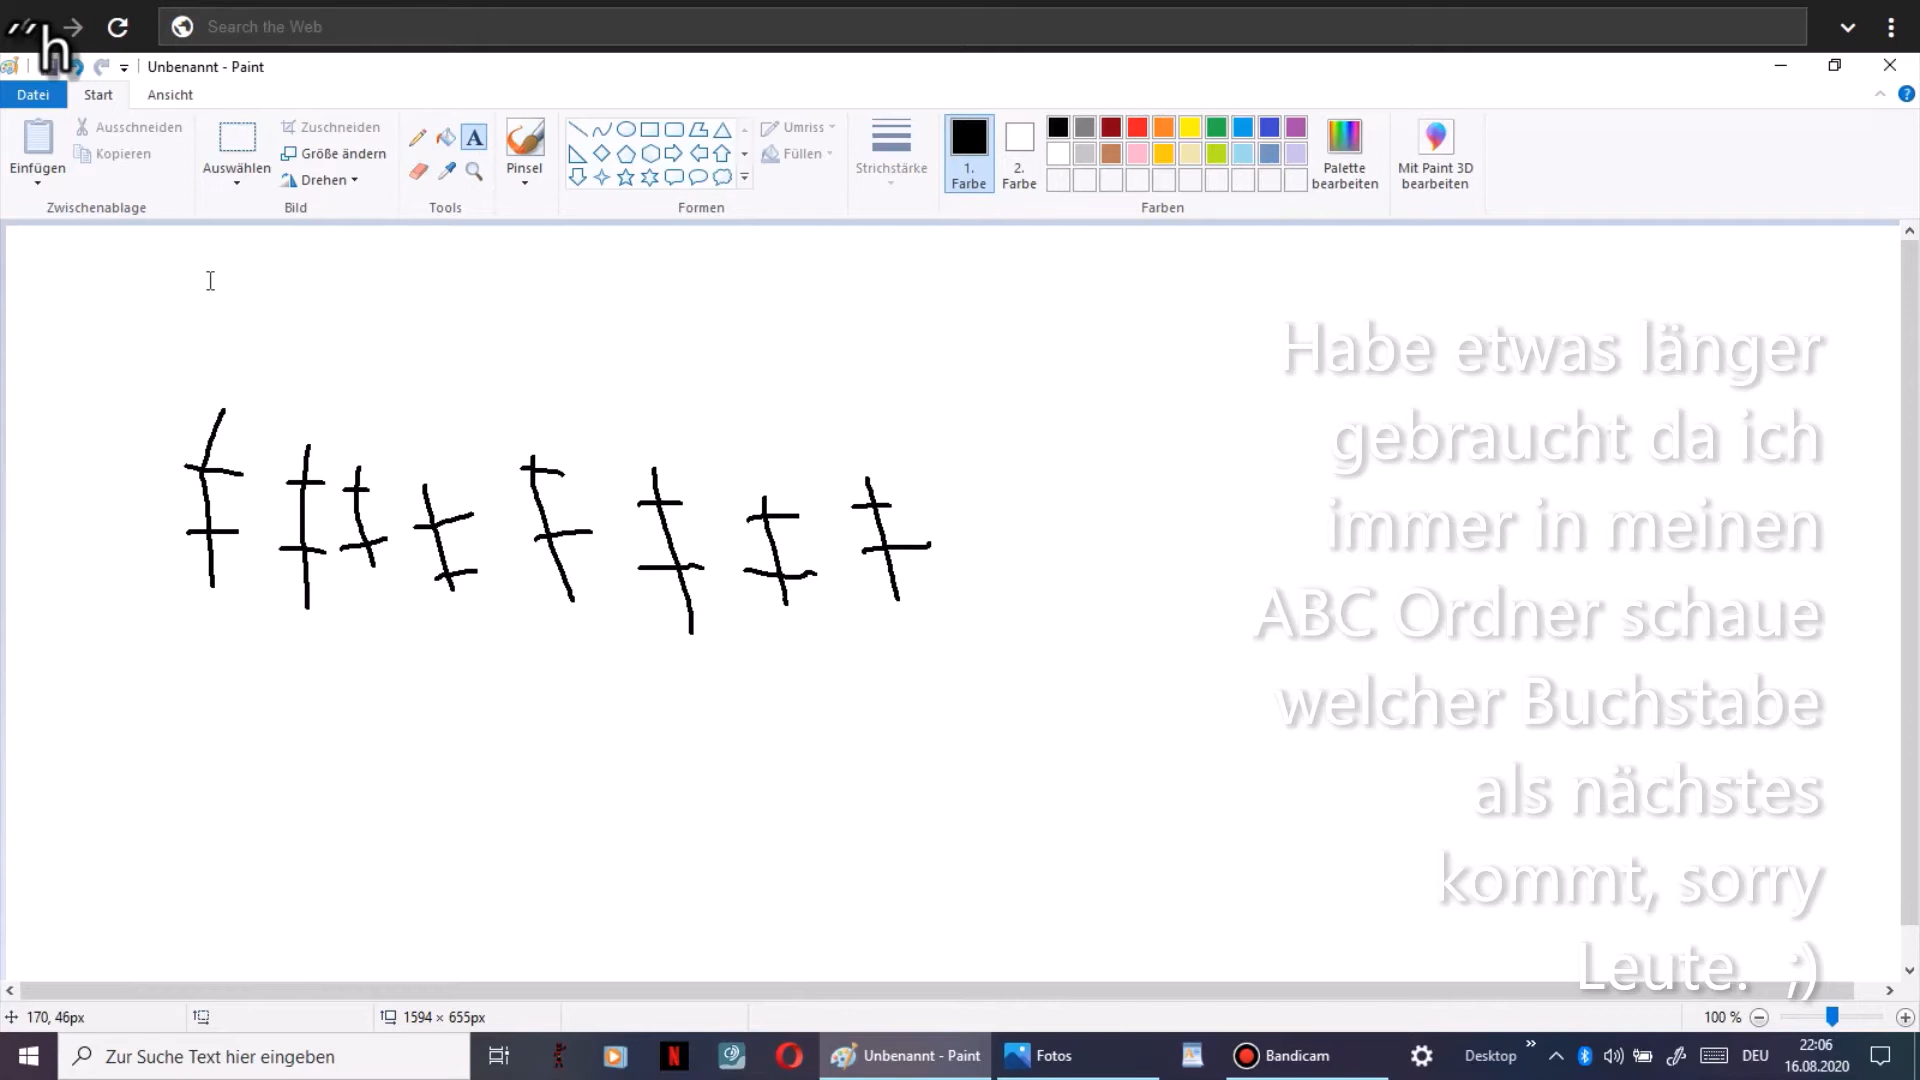 "h
Search the Web
Unbenannt - Paint
Datei Start Ansicht
Einfügen
Ausschneiden
Kopieren
Zwischenablage
Auswählen
Zuschneiden
Größe ändern
Drehen
Bild
A
Tools
Pinsel
Formen
Umriss
Füllen
Strichstärke
1. Farbe
2. Farbe
Farben
Palette bearbeiten
Mit Paint 3D bearbeiten
Habe etwas länger
gebraucht da ich
immer in meinen
ABC Ordner schaue
welcher Buchstabe
als nächstes
kommt, sorry
Leute. ;)
170, 46px
1594 × 655px
100 %
Zur Suche Text hier eingeben
N
Unbenannt - Paint
Fotos
Bandicam
Desktop
DEU
22:06
16.08.2020